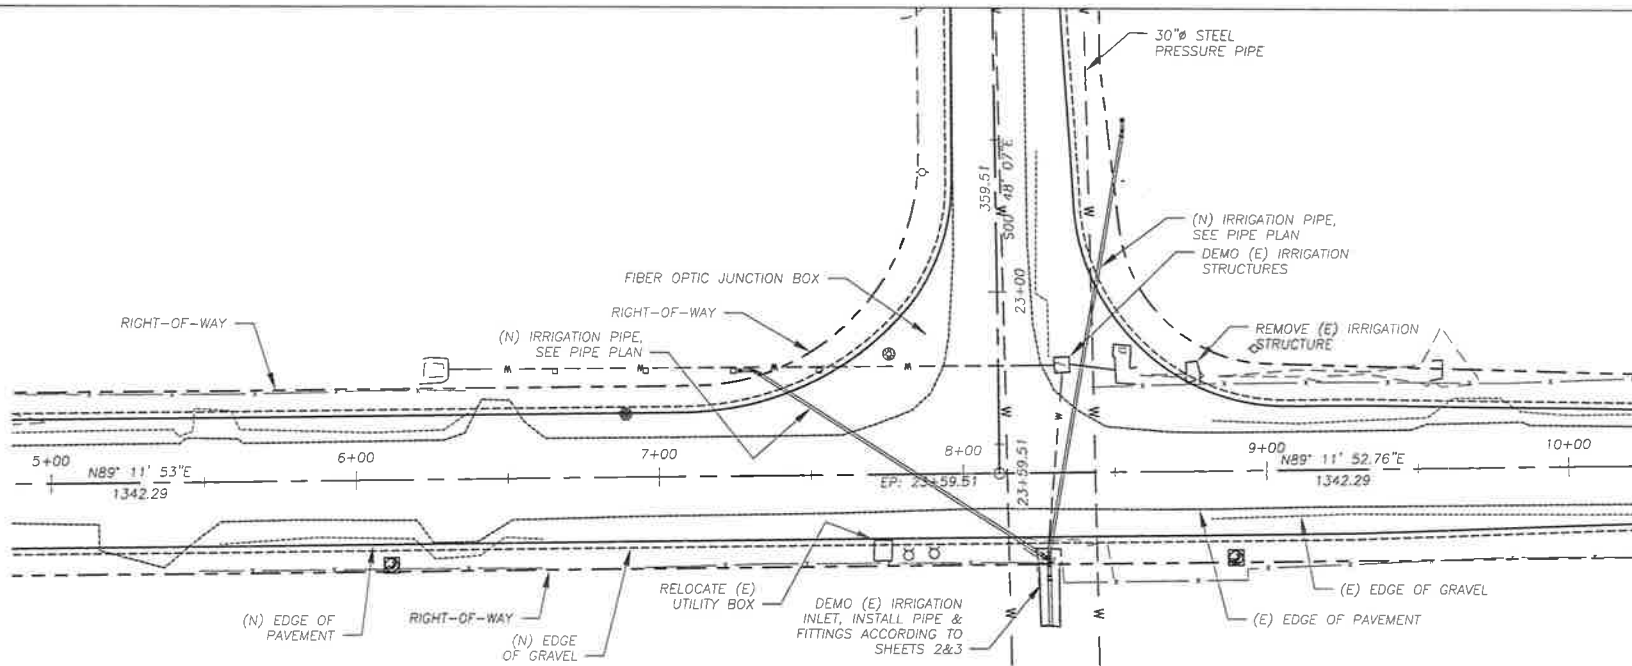 30"ø STEEL
PRESSURE PIPE
359.51
S00° 48' 07"E
(N) IRRIGATION PIPE,
SEE PIPE PLAN
DEMO (E) IRRIGATION
STRUCTURES
FIBER OPTIC JUNCTION BOX
23+00
RIGHT-OF-WAY
RIGHT-OF-WAY
(N) IRRIGATION PIPE,
SEE PIPE PLAN
REMOVE (E) IRRIGATION
STRUCTURE
W
W
W
W
W
W
W
W
W
W
W
W
W
5+00
6+00
7+00
8+00
9+00
10+00
N89° 11' 53"E
1342.29
EP: 23+59.51
23+59.51
N89° 11' 52.76"E
1342.29
(N) EDGE OF
PAVEMENT
RIGHT-OF-WAY
(N) EDGE
OF GRAVEL
RELOCATE (E)
UTILITY BOX
DEMO (E) IRRIGATION
INLET, INSTALL PIPE &
FITTINGS ACCORDING TO
SHEETS 2&3
(E) EDGE OF GRAVEL
(E) EDGE OF PAVEMENT